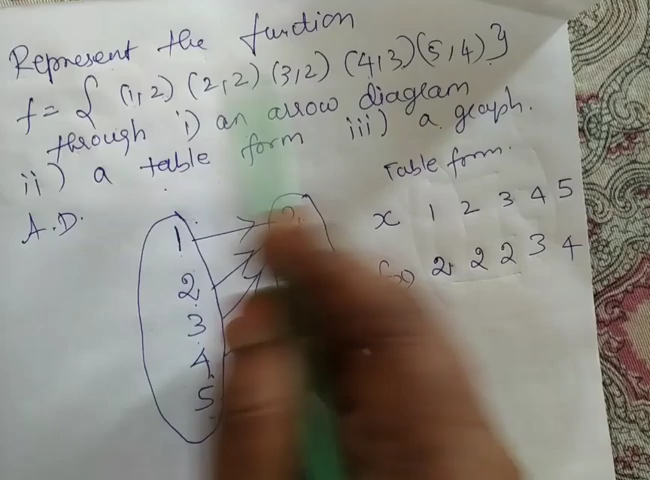 Represent the function
f = { (1,2) (2,2) (3,2) (4,3) (5,4) }
through i) an arrow diagram
ii) a table form iii) a graph.
A.D.
Table form.
x 1 2 3 4 5
2 2 2 3 4
1 2
2
3
4
5